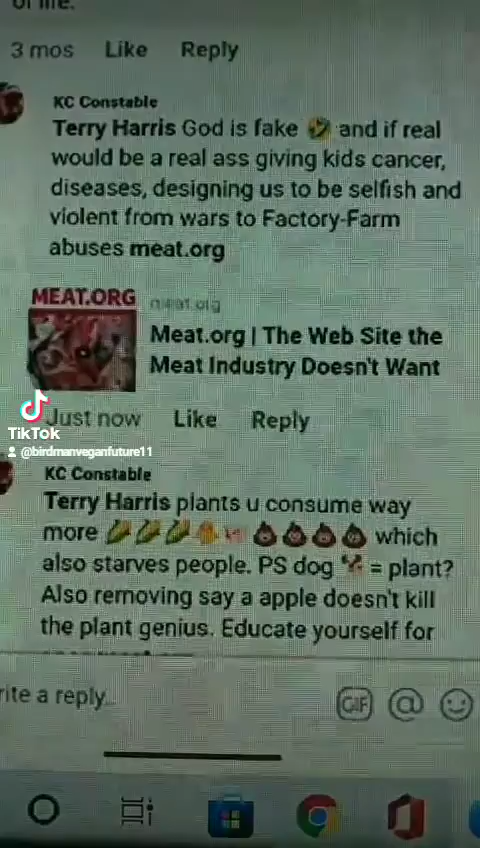 of life.
3 mos Like Reply
KC Constable
Terry Harris God is fake 🤣 and if real
would be a real ass giving kids cancer,
diseases, designing us to be selfish and
violent from wars to Factory-Farm
abuses meat.org
MEAT.ORG meat.org
Meat.org | The Web Site the
Meat Industry Doesn't Want
Just now Like Reply
TikTok
@birdmanveganfuture11
KC Constable
Terry Harris plants u consume way
more 🌽🌽🌽🐥🐖💩💩💩💩 which
also starves people. PS dog 🐕 = plant?
Also removing say a apple doesn't kill
the plant genius. Educate yourself for
rite a reply..
GIF @